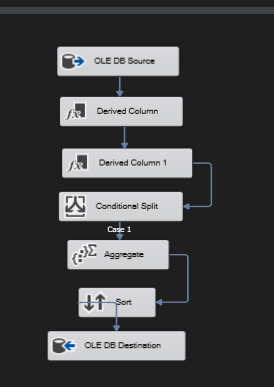 OLE DB Source
Derived Column
Derived Column 1
Conditional Split
Case 1
Aggregate
Sort
OLE DB Destination